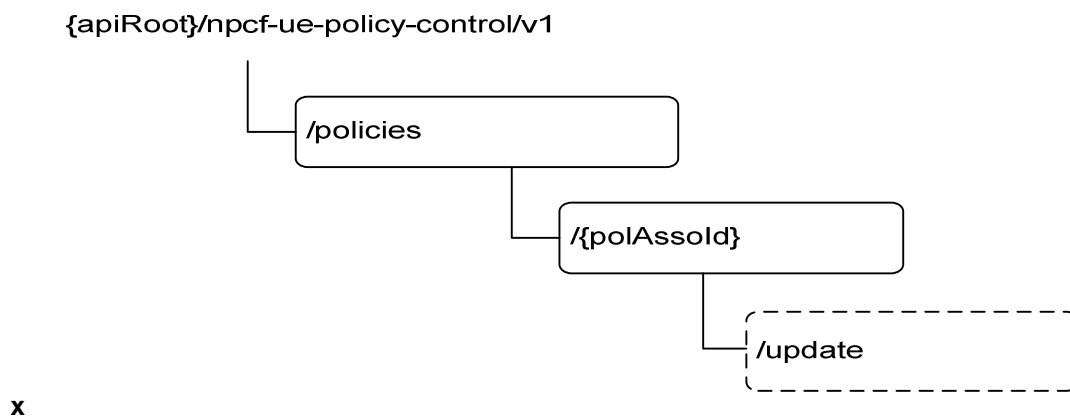 {apiRoot}/npcf-ue-policy-control/v1
/policies
/{polAssoId}
/update
x